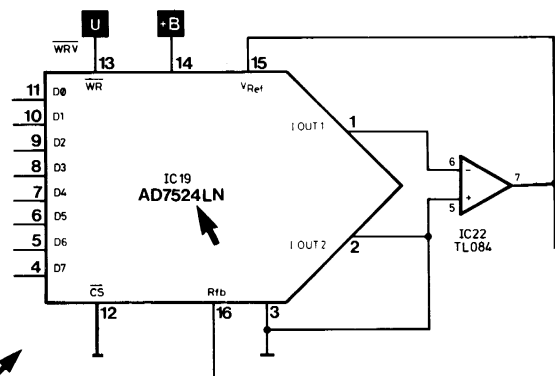 U
+B
WRV
13
14
15
WR
VRef
11 D0
10 D1
9 D2
8 D3
7 D4
6 D5
5 D6
4 D7
I OUT 1
1
IC19
AD7524LN
I OUT 2
2
6
-
+
5
7
IC22
TL084
CS
Rfb
12
16
3